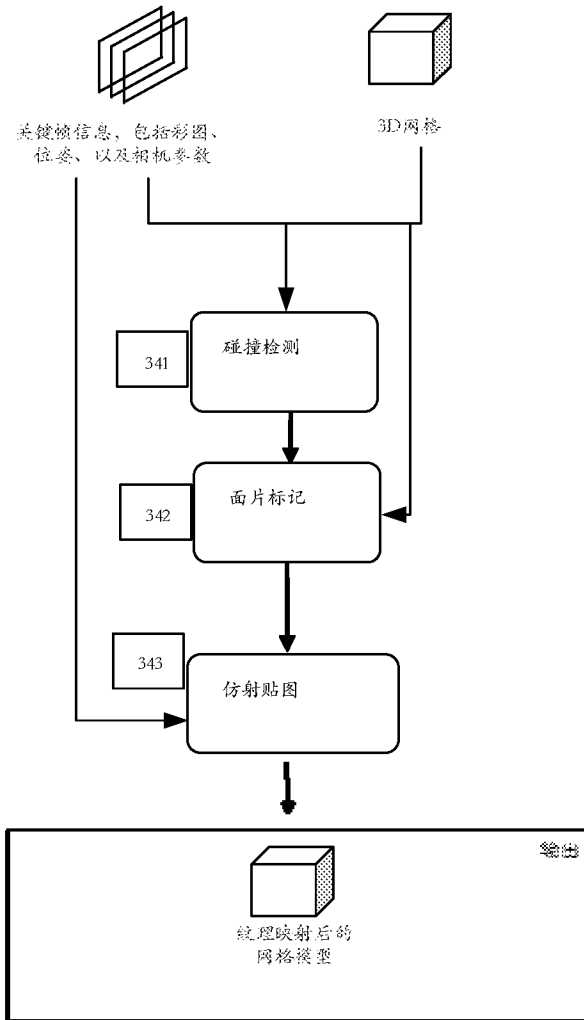 关键帧信息，包括彩图、
位姿、以及相机参数
3D网格
341
碰撞检测
342
面片标记
343
仿射贴图
输出
纹理映射后的
网格模型